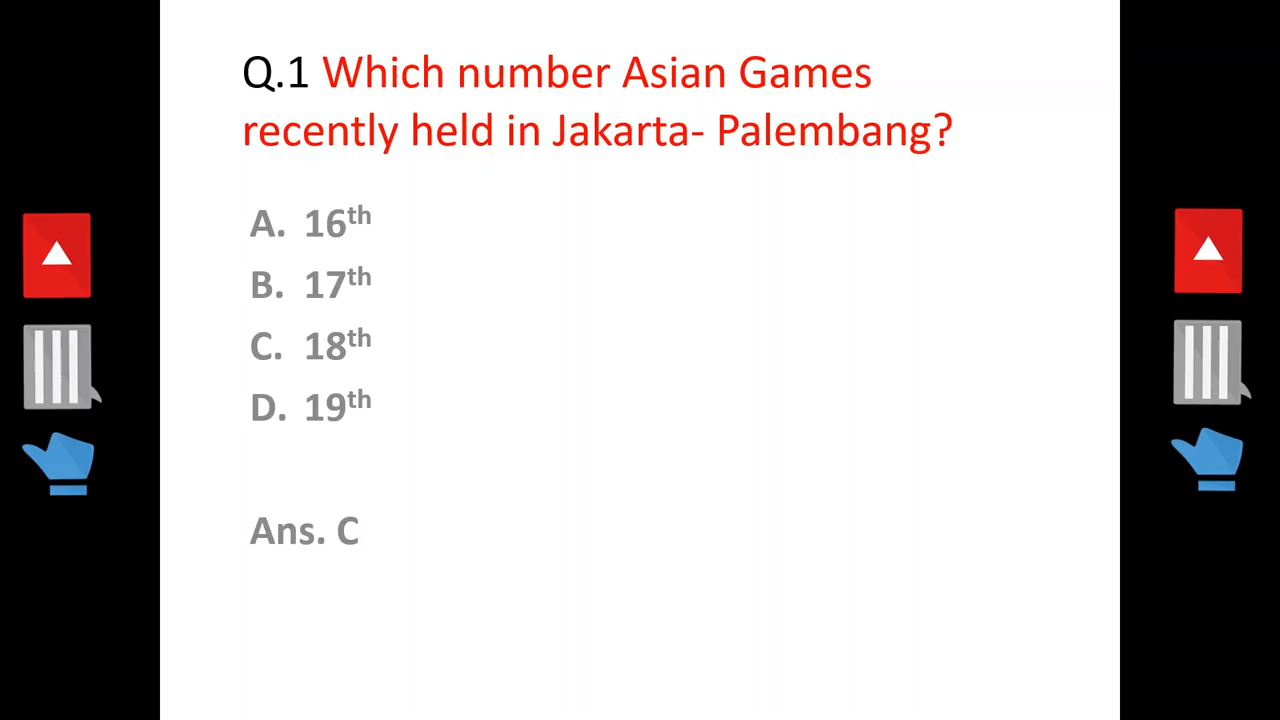 Q.1 Which number Asian Games
recently held in Jakarta- Palembang?
A. 16th
B. 17th
C. 18th
D. 19th
Ans. C